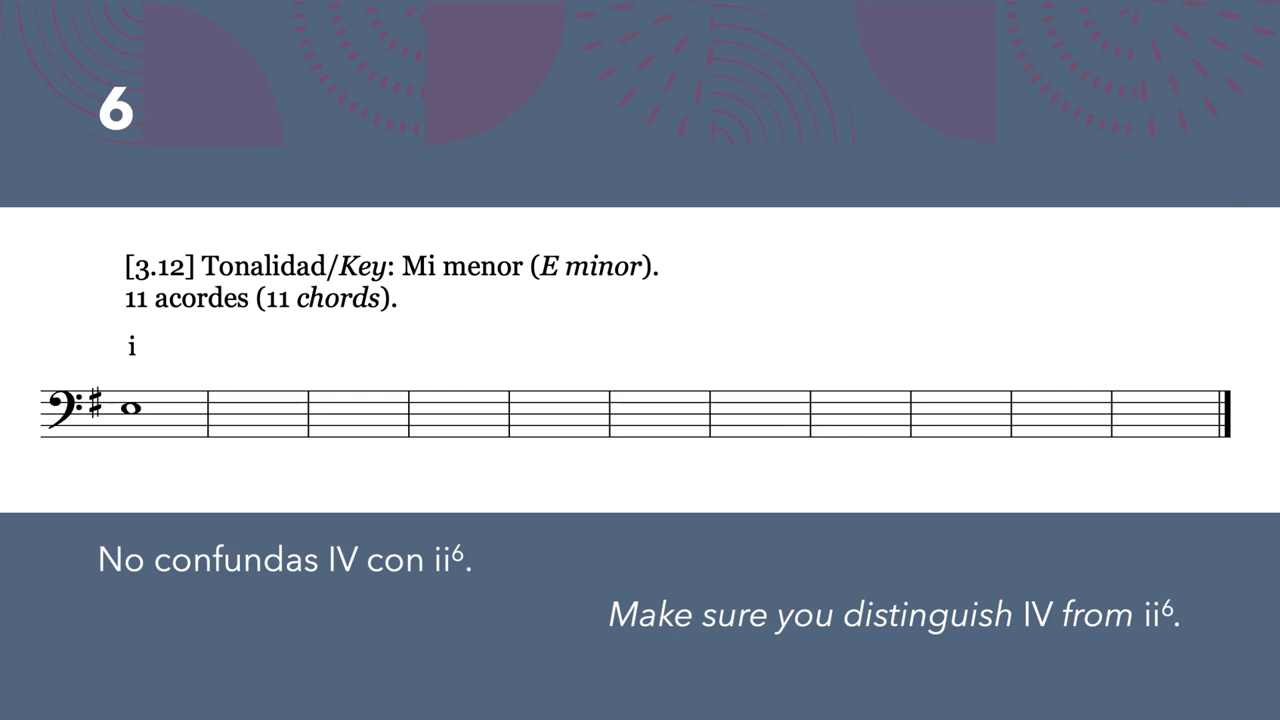 6
[3.12] Tonalidad/Key: Mi menor (E minor).
11 acordes (11 chords).
i
No confundas IV con ii⁶.
Make sure you distinguish IV from ii⁶.